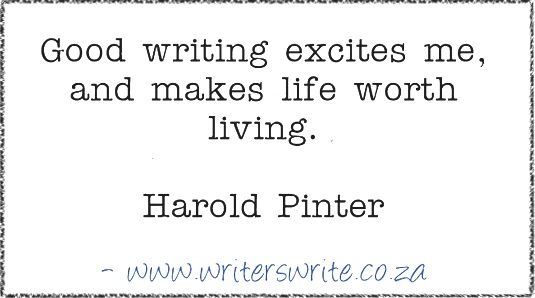 Good writing excites me,
and makes life worth
living.
Harold Pinter
- www.writerswrite.co.za